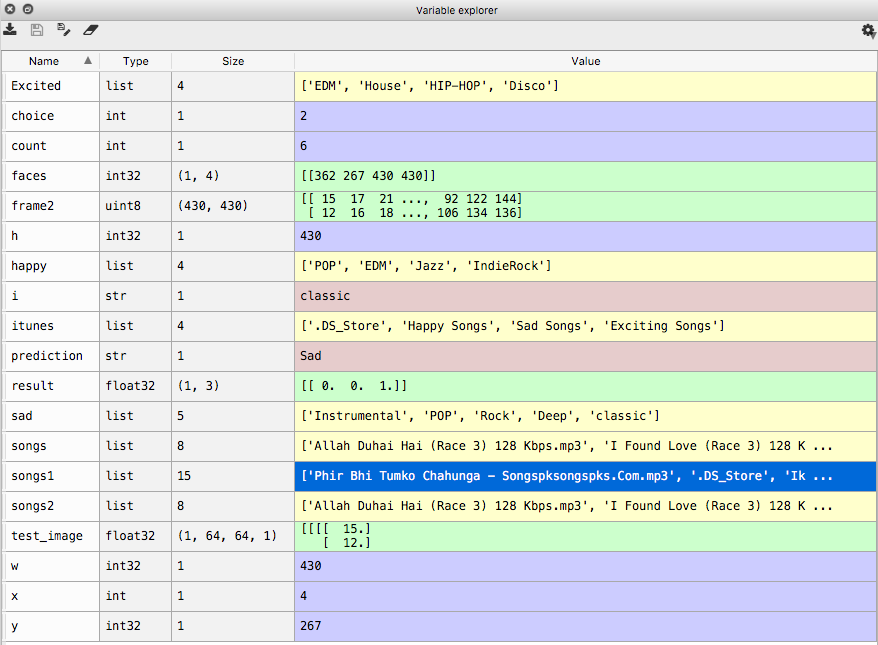 Variable explorer
Name Type Size Value
Excited list 4 ['EDM', 'House', 'HIP-HOP', 'Disco']
choice int 1 2
count int 1 6
faces int32 (1, 4) [[362 267 430 430]]
frame2 uint8 (430, 430) [[ 15 17 21 ..., 92 122 144]
[ 12 16 18 ..., 106 134 136]
h int32 1 430
happy list 4 ['POP', 'EDM', 'Jazz', 'IndieRock']
i str 1 classic
itunes list 4 ['.DS_Store', 'Happy Songs', 'Sad Songs', 'Exciting Songs']
prediction str 1 Sad
result float32 (1, 3) [[ 0. 0. 1.]]
sad list 5 ['Instrumental', 'POP', 'Rock', 'Deep', 'classic']
songs list 8 ['Allah Duhai Hai (Race 3) 128 Kbps.mp3', 'I Found Love (Race 3) 128 K ...
songs1 list 15 ['Phir Bhi Tumko Chahunga - Songspksongspks.Com.mp3', '.DS_Store', 'Ik ...
songs2 list 8 ['Allah Duhai Hai (Race 3) 128 Kbps.mp3', 'I Found Love (Race 3) 128 K ...
test_image float32 (1, 64, 64, 1) [[[[ 15.]
[ 12.]
w int32 1 430
x int 1 4
y int32 1 267